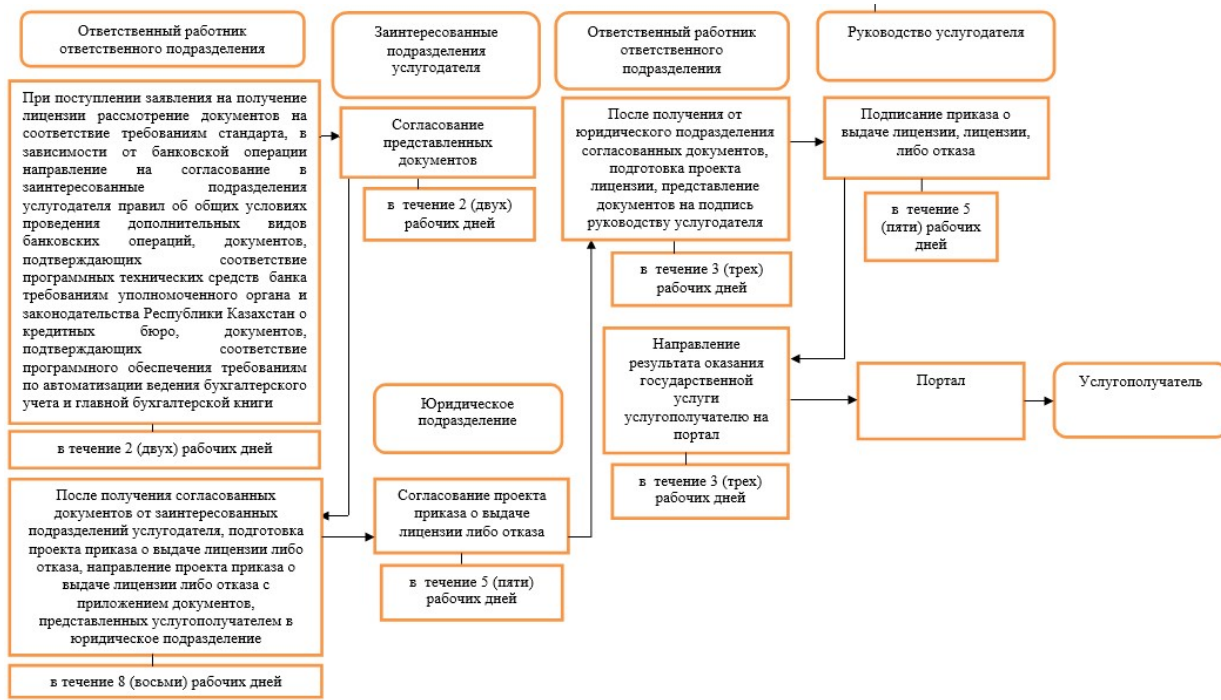 Ответственный работник
ответственного подразделения
При поступлении заявления на получение
лицензии рассмотрение документов на
соответствие требованиям стандарта, в
зависимости от банковской операции
направление на согласование в
заинтересованные подразделения
услугодателя правил об общих условиях
проведения дополнительных видов
банковских операций, документов,
подтверждающих соответствие
программных технических средств банка
требованиям уполномоченного органа и
законодательства Республики Казахстан о
кредитных бюро, документов,
подтверждающих соответствие
программного обеспечения требованиям
по автоматизации ведения бухгалтерского
учета и главной бухгалтерской книги
в течение 2 (двух) рабочих дней
После получения согласованных
документов от заинтересованных
подразделений услугодателя, подготовка
проекта приказа о выдаче лицензии либо
отказа, направление проекта приказа о
выдаче лицензии либо отказа с
приложением документов,
представленных услугополучателем в
юридическое подразделение
в течение 8 (восьми) рабочих дней
Заинтересованные
подразделения
услугодателя
Согласование
представленных
документов
в течение 2 (двух)
рабочих дней
Юридическое
подразделение
Согласование проекта
приказа о выдаче
лицензии либо отказа
в течение 5 (пяти)
рабочих дней
Ответственный работник
ответственного
подразделения
После получения от
юридического подразделения
согласованных документов,
подготовка проекта
лицензии, представление
документов на подпись
руководству услугодателя
в течение 3 (трех)
рабочих дней
Направление
результата оказания
государственной
услуги
услугополучателю на
портал
в течение 3 (трех)
рабочих дней
Руководство услугодателя
Подписание приказа о
выдаче лицензии, лицензии,
либо отказа
в течение 5
(пяти) рабочих
дней
Портал
Услугополучатель